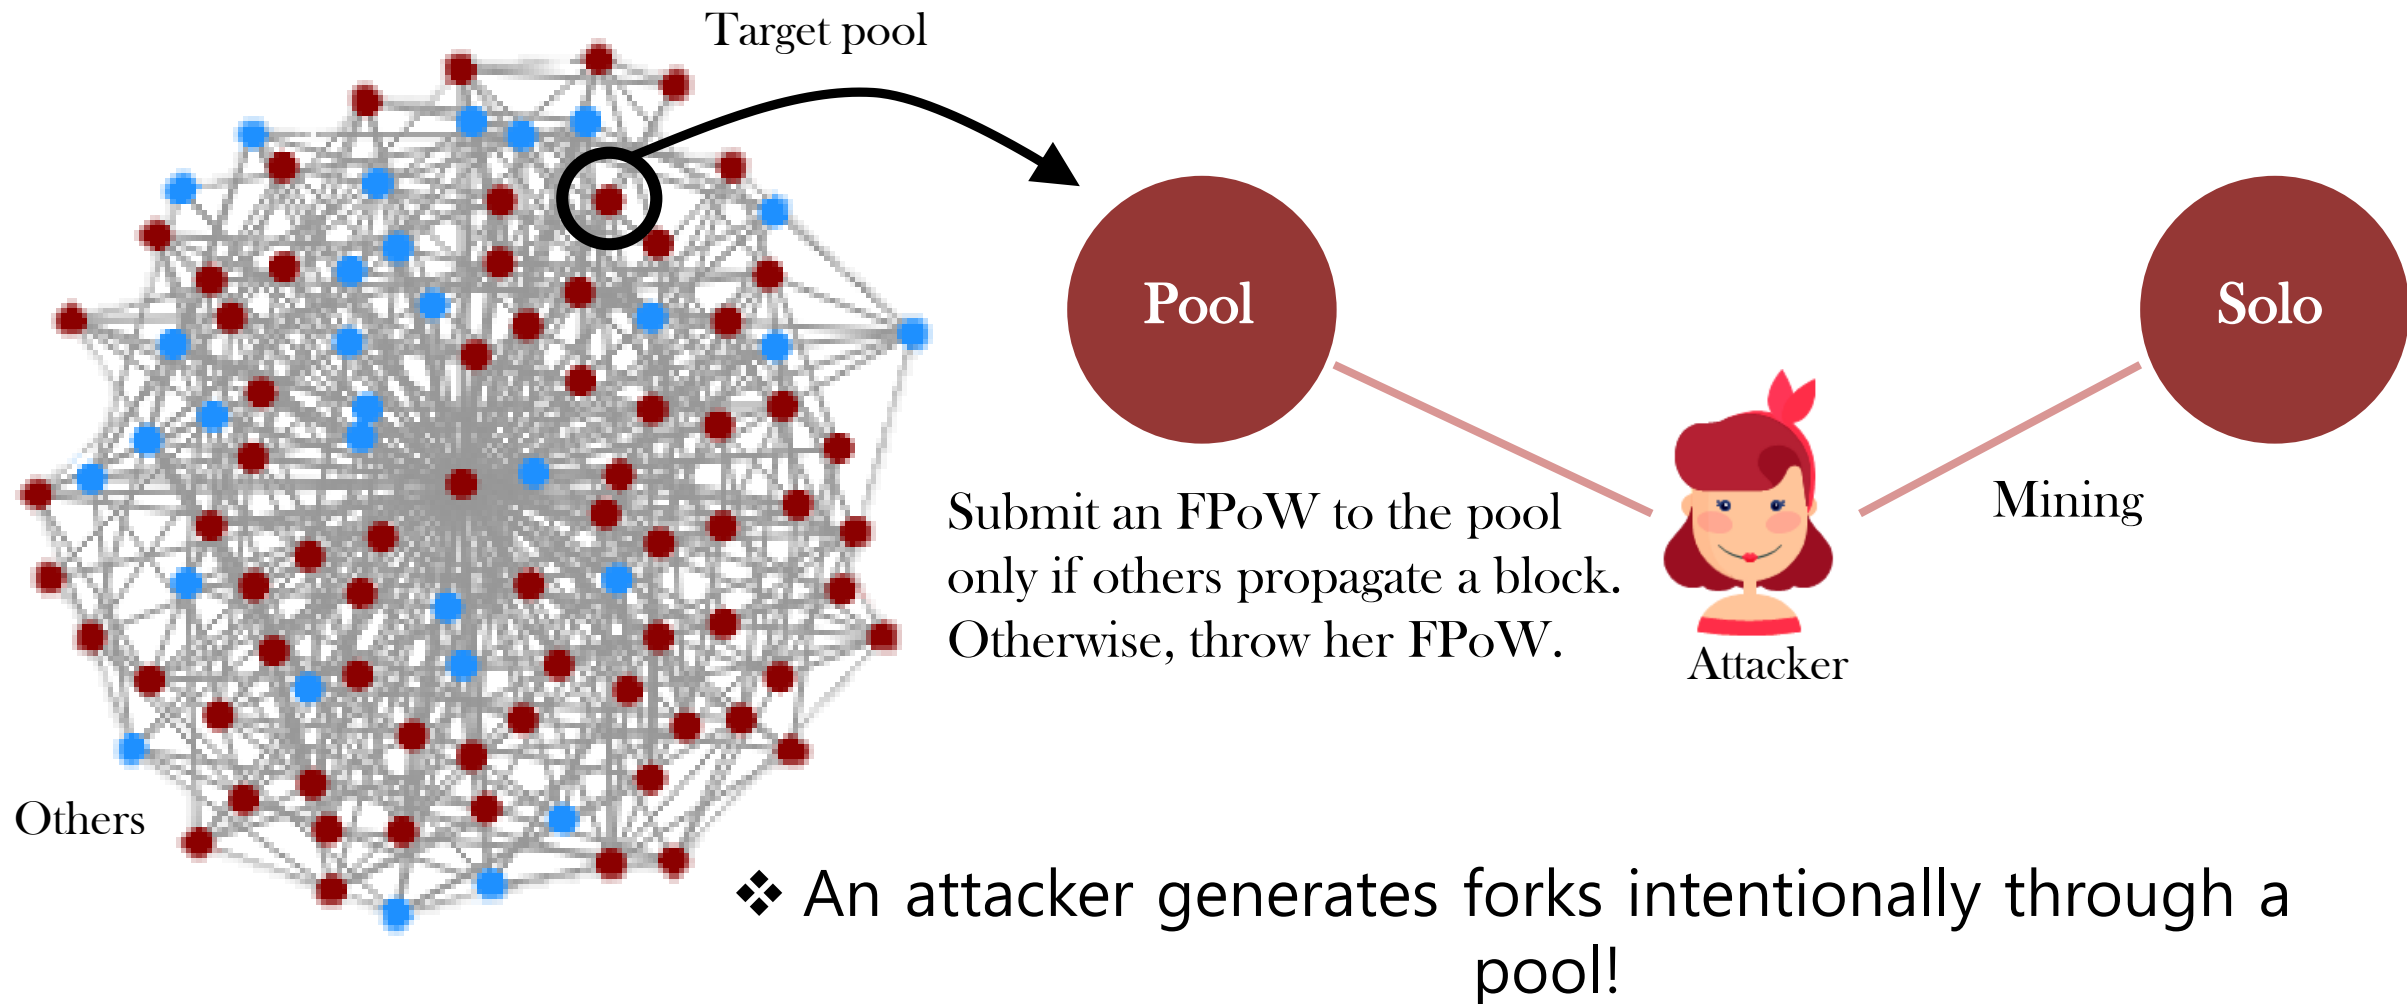 Target pool
Pool
Solo
Submit an FPoW to the pool
only if others propagate a block.
Otherwise, throw her FPoW.
Mining
Attacker
Others
❖ An attacker generates forks intentionally through a
pool!